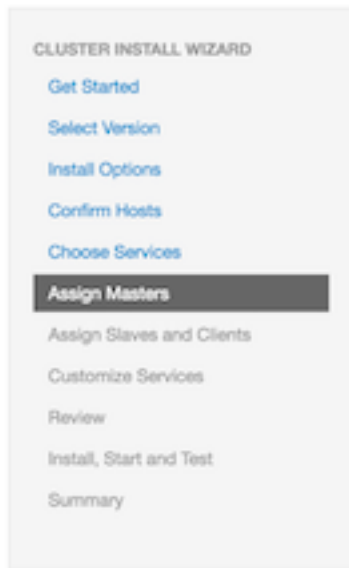 CLUSTER INSTALL WIZARD
Get Started
Select Version
Install Options
Confirm Hosts
Choose Services
Assign Masters
Assign Slaves and Clients
Customize Services
Review
Install, Start and Test
Summary